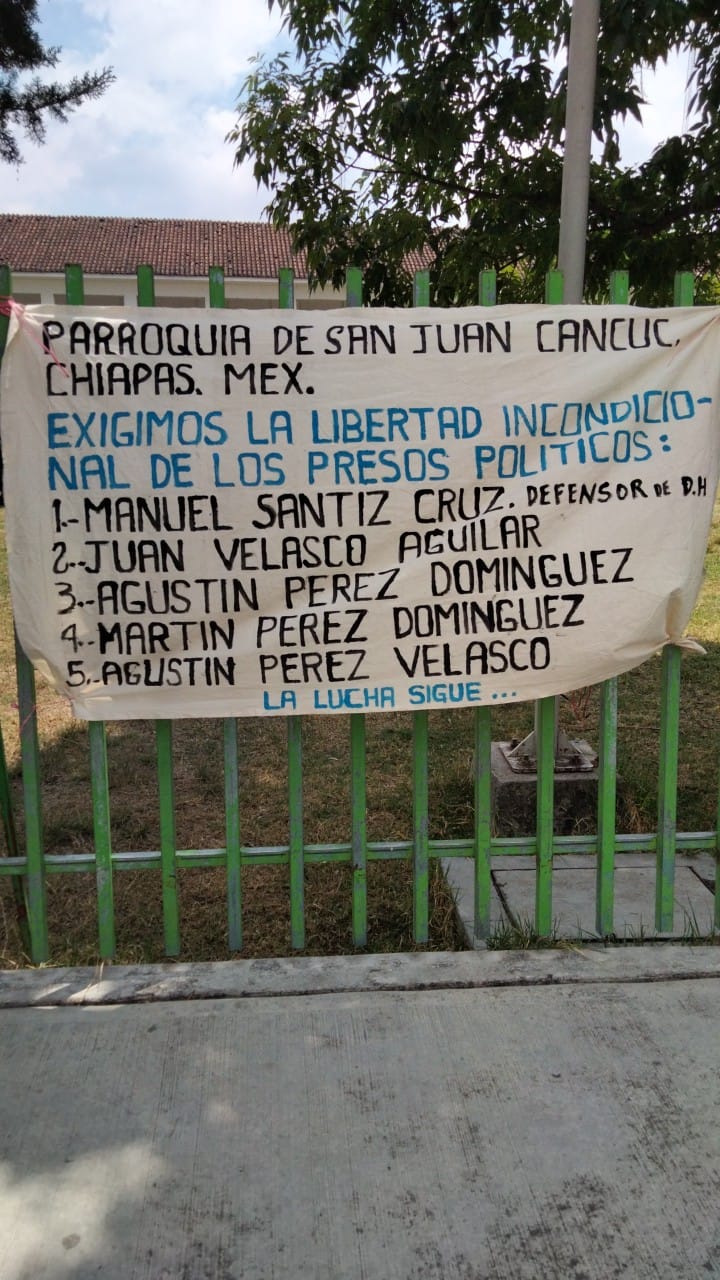 PARROQUIA DE SAN JUAN CANCUC,
CHIAPAS. MEX.
EXIGIMOS LA LIBERTAD INCONDICIO-
NAL DE LOS PRESOS POLITICOS:
1.-MANUEL SANTIZ CRUZ. DEFENSOR DE D.H
2.-JUAN VELASCO AGUILAR
3.-AGUSTIN PEREZ DOMINGUEZ
4.-MARTIN PEREZ DOMINGUEZ
5.-AGUSTIN PEREZ VELASCO
LA LUCHA SIGUE...